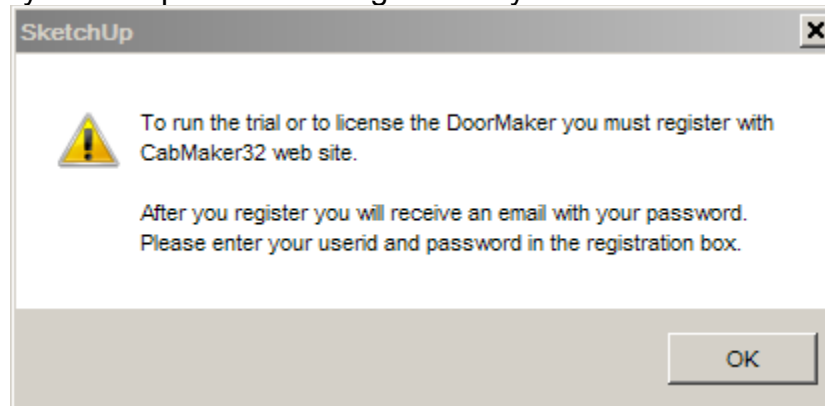 SketchUp
To run the trial or to license the DoorMaker you must register with
CabMaker32 web site.
After you register you will receive an email with your password.
Please enter your userid and password in the registration box.
OK